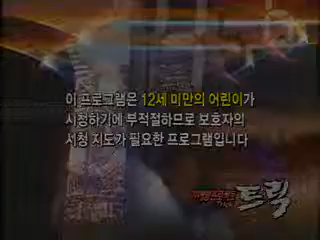 이 프로그램은 12세 미만의 어린이가
시청하기에 부적절하므로 보호자의
시청 지도가 필요한 프로그램입니다
트릭